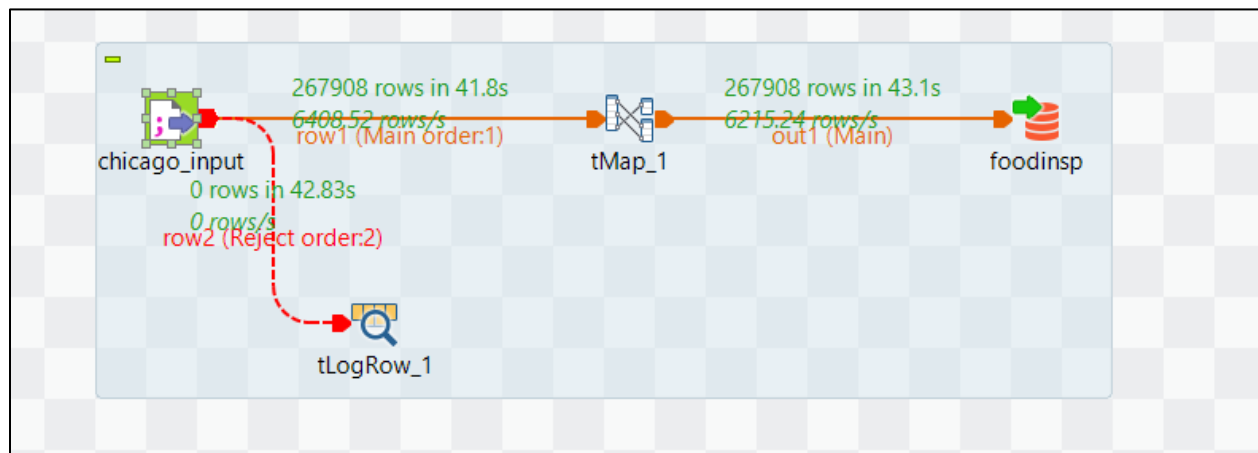 267908 rows in 41.8s
6408.52 rows/s
row1 (Main order:1)
267908 rows in 43.1s
6215.24 rows/s
out1 (Main)
chicago_input
tMap_1
foodinsp
0 rows in 42.83s
0 rows/s
row2 (Reject order:2)
tLogRow_1